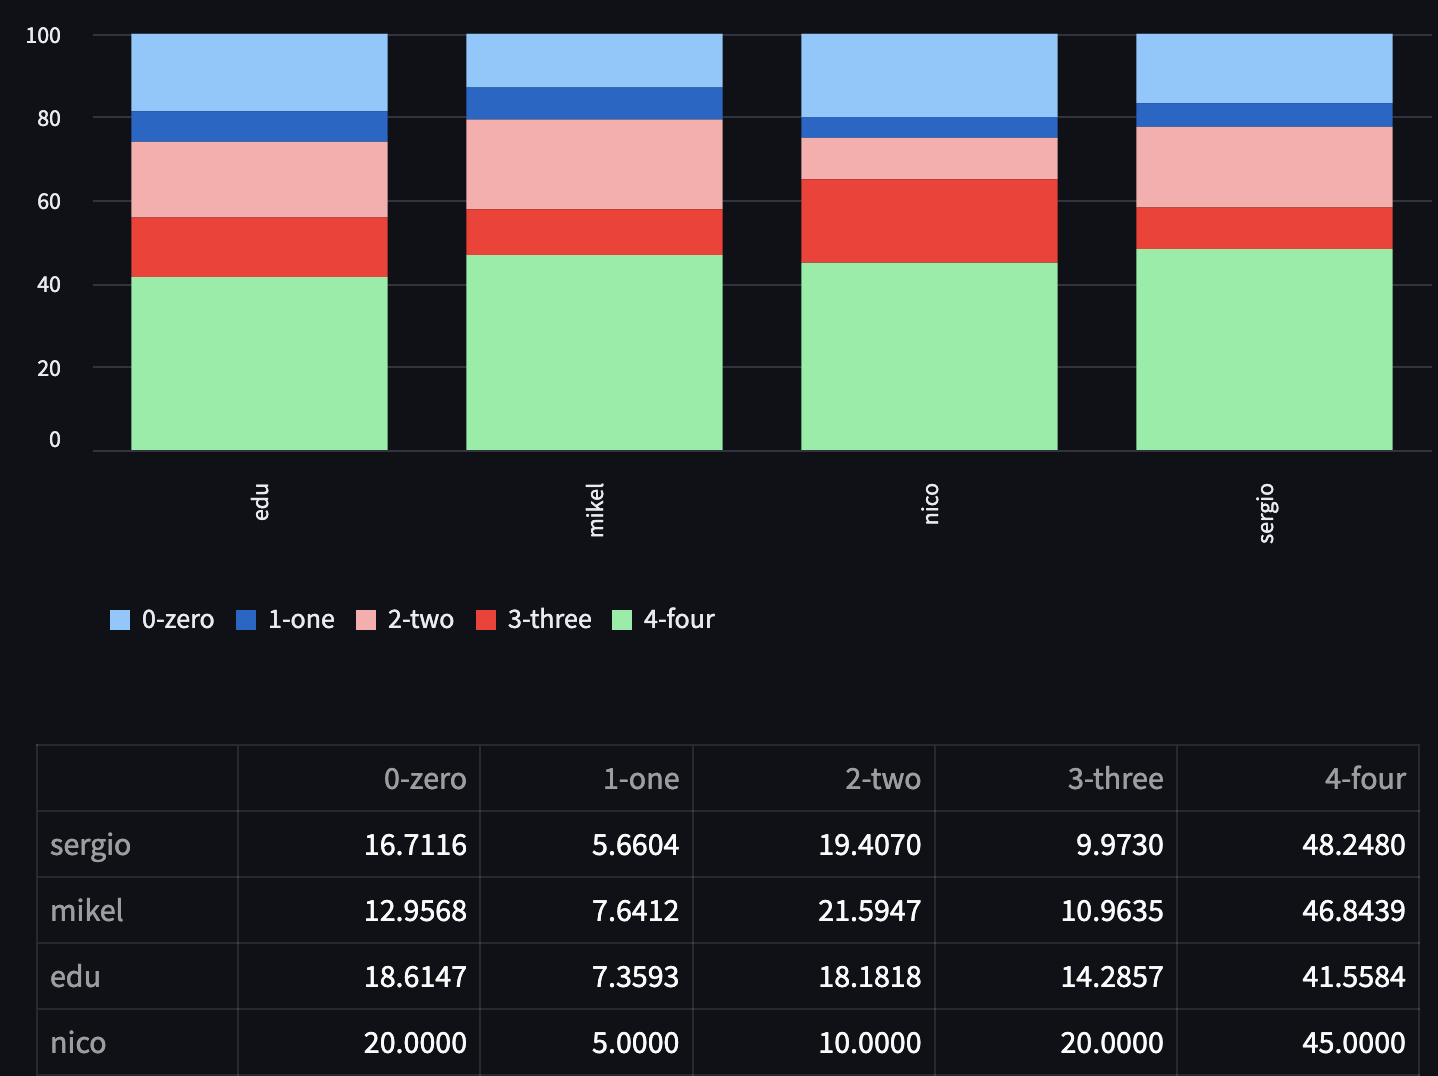 100
80
60
40
20
0
edu mikel nico sergio
0-zero 1-one 2-two 3-three 4-four
0-zero 1-one 2-two 3-three 4-four
sergio 16.7116 5.6604 19.4070 9.9730 48.2480
mikel 12.9568 7.6412 21.5947 10.9635 46.8439
edu 18.6147 7.3593 18.1818 14.2857 41.5584
nico 20.0000 5.0000 10.0000 20.0000 45.0000